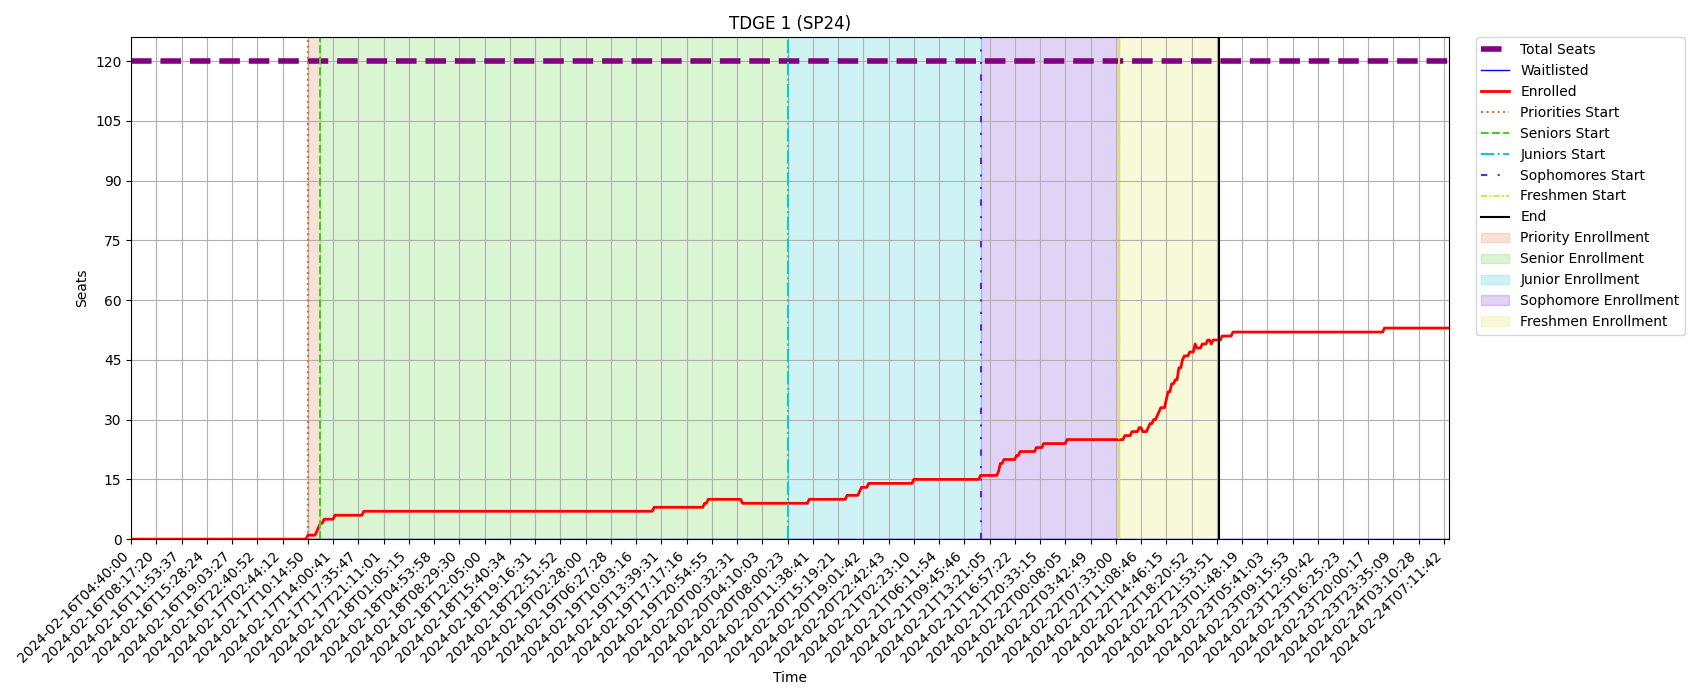 TDGE 1 (SP24)
Seats
120
105
90
75
60
45
30
15
0
2024-02-16T04:40:00
2024-02-16T08:17:20
2024-02-16T11:53:37
2024-02-16T15:28:24
2024-02-16T19:03:27
2024-02-16T22:40:52
2024-02-17T02:44:12
2024-02-17T10:14:50
2024-02-17T14:00:41
2024-02-17T17:35:47
2024-02-17T21:11:01
2024-02-18T01:05:15
2024-02-18T04:53:58
2024-02-18T08:29:30
2024-02-18T12:05:00
2024-02-18T15:40:34
2024-02-18T19:16:31
2024-02-18T22:51:52
2024-02-19T02:28:00
2024-02-19T06:27:28
2024-02-19T10:03:16
2024-02-19T13:39:31
2024-02-19T17:17:16
2024-02-19T20:54:55
2024-02-20T00:32:31
2024-02-20T04:10:03
2024-02-20T08:00:23
2024-02-20T11:38:41
2024-02-20T15:19:21
2024-02-20T19:01:42
2024-02-20T22:42:43
2024-02-21T02:23:10
2024-02-21T06:11:54
2024-02-21T09:45:46
2024-02-21T13:21:05
2024-02-21T16:57:22
2024-02-21T20:33:15
2024-02-22T00:08:05
2024-02-22T03:42:49
2024-02-22T07:33:00
2024-02-22T11:08:46
2024-02-22T14:46:15
2024-02-22T18:20:52
2024-02-22T21:53:51
2024-02-23T01:48:19
2024-02-23T05:41:03
2024-02-23T09:15:53
2024-02-23T12:50:42
2024-02-23T16:25:23
2024-02-23T20:00:17
2024-02-23T23:35:09
2024-02-24T03:10:28
2024-02-24T07:11:42
Time
Total Seats
Waitlisted
Enrolled
Priorities Start
Seniors Start
Juniors Start
Sophomores Start
Freshmen Start
End
Priority Enrollment
Senior Enrollment
Junior Enrollment
Sophomore Enrollment
Freshmen Enrollment